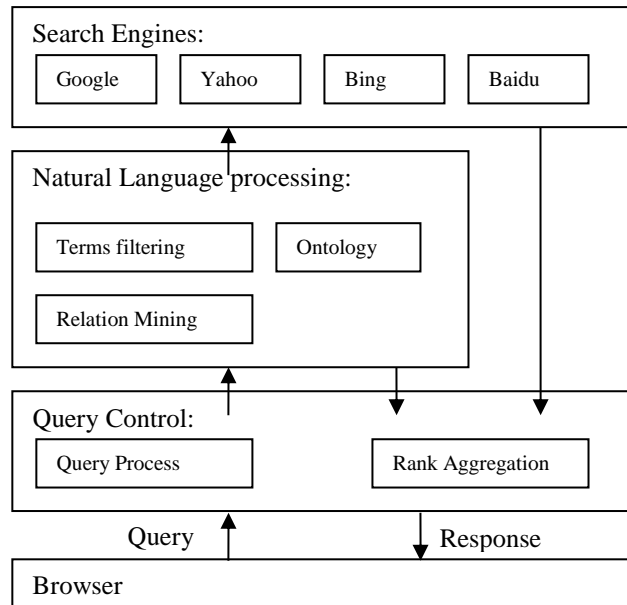 Search Engines:
Google Yahoo Bing Baidu
Natural Language processing:
Terms filtering Ontology
Relation Mining
Query Control:
Query Process Rank Aggregation
Query Response
Browser